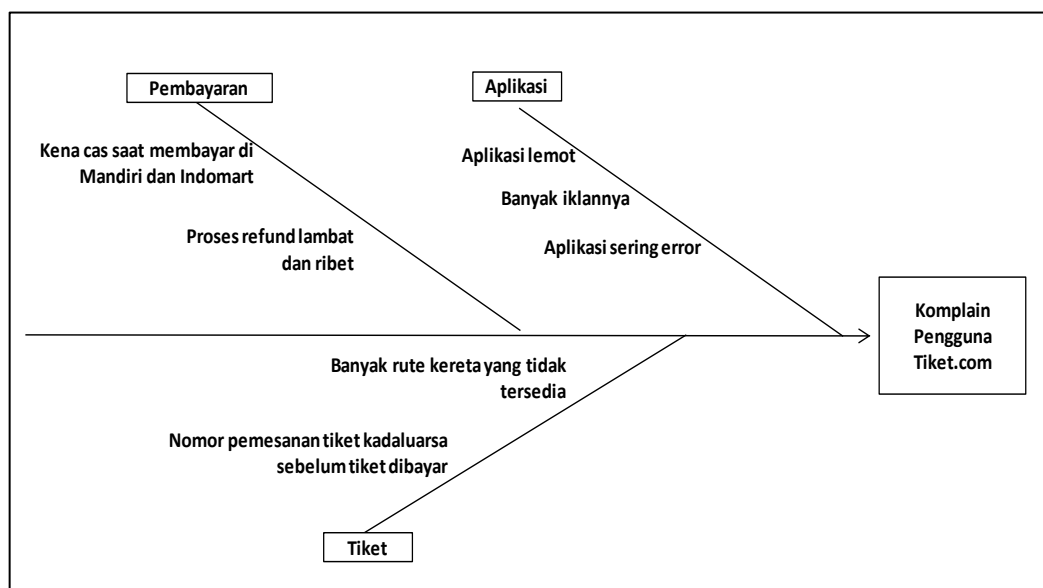 Pembayaran
Kena cas saat membayar di
Mandiri dan Indomart
Proses refund lambat
dan ribet
Aplikasi
Aplikasi lemot
Banyak iklannya
Aplikasi sering error
Komplain
Pengguna
Tiket.com
Banyak rute kereta yang tidak
tersedia
Nomor pemesanan tiket kadaluarsa
sebelum tiket dibayar
Tiket